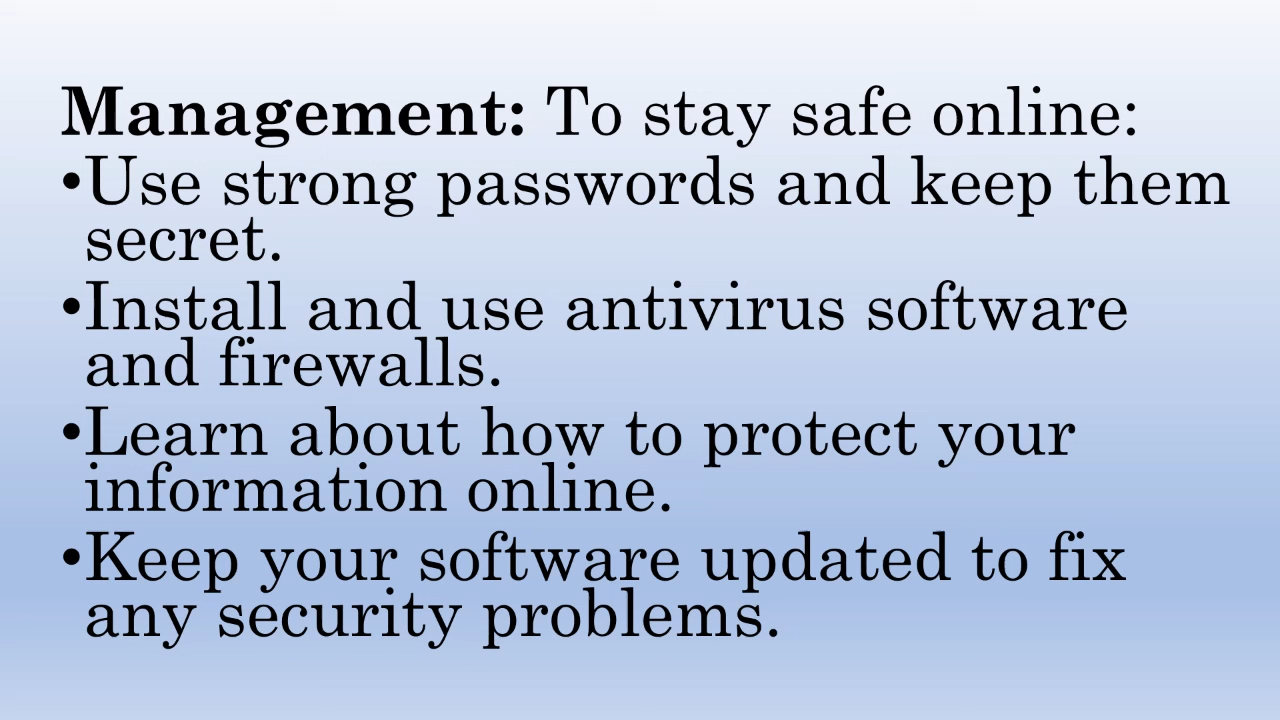 Management: To stay safe online:
•Use strong passwords and keep them
secret.
•Install and use antivirus software
and firewalls.
•Learn about how to protect your
information online.
•Keep your software updated to fix
any security problems.